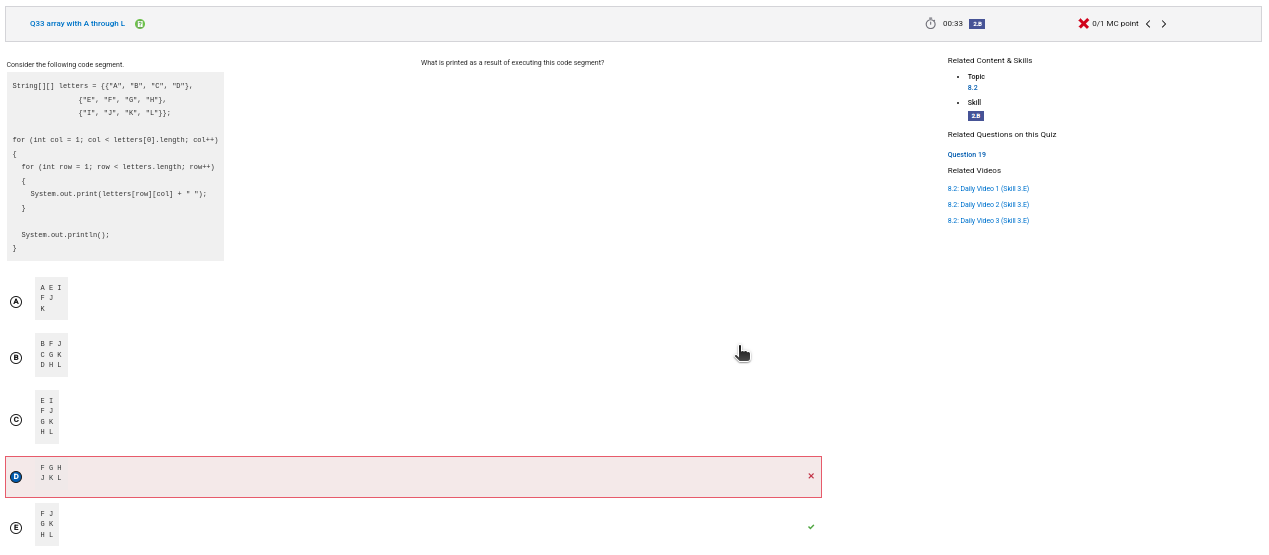 Q33 array with A through L
00:33 2.B 0/1 MC point
Consider the following code segment.
String[][] letters = {{"A", "B", "C", "D"},
{"E", "F", "G", "H"},
{"I", "J", "K", "L"}};
for (int col = 1; col < letters[0].length; col++)
{
for (int row = 1; row < letters.length; row++)
{
System.out.print(letters[row][col] + " ");
}
System.out.println();
}
What is printed as a result of executing this code segment?
A
A E I
F J
K
B
B F J
C G K
D H L
C
E I
F J
G K
H L
D
F G H
J K L
E
F J
G K
H L
Related Content & Skills
Topic
8.2
Skill
2.B
Related Questions on this Quiz
Question 19
Related Videos
8.2: Daily Video 1 (Skill 3.E)
8.2: Daily Video 2 (Skill 3.E)
8.2: Daily Video 3 (Skill 3.E)